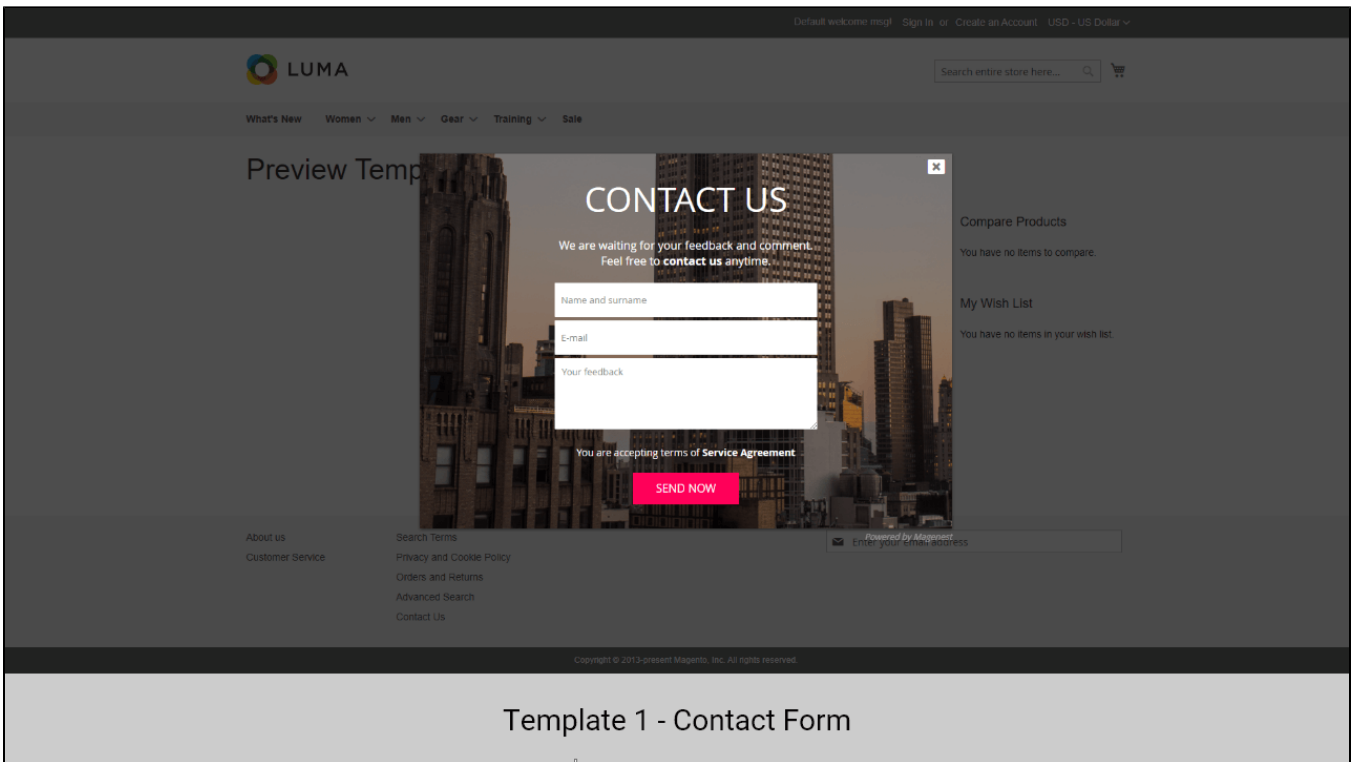 Default welcome msg! Sign In or Create an Account USD - US Dollar
LUMA
Search entire store here...
What's New Women Men Gear Training Sale
Preview Temp
CONTACT US
We are waiting for your feedback and comment.
Feel free to contact us anytime.
Name and surname
E-mail
Your feedback
You are accepting terms of Service Agreement
SEND NOW
Compare Products
You have no items to compare.
My Wish List
You have no items in your wish list.
Powered by Magenest
About us
Customer Service
Search Terms
Privacy and Cookie Policy
Orders and Returns
Advanced Search
Contact Us
Enter your email address
Copyright © 2013-present Magento, Inc. All rights reserved.
Template 1 - Contact Form